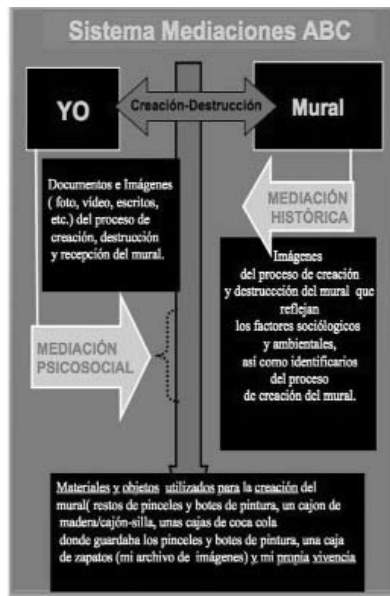 Sistema Mediaciones ABC
YO
Creación-Destrucción
Mural
Documentos e Imágenes
( foto, vídeo, escritos,
etc.) del proceso de
creación, destrucción
y recepción del mural.
MEDIACIÓN
HISTÓRICA
Imágenes
del proceso de creación
y destruccción del mural que
reflejan
los factores sociológicos
y ambientales,
así como identificarios
del proceso
de creación del mural.
MEDIACIÓN
PSICOSOCIAL
Materiales y objetos utilizados para la creación del
mural( restos de pinceles y botes de pintura, un cajon de
madera/cajón-silla, unas cajas de coca cola
donde guardaba los pinceles y botes de pintura, una caja
de zapatos (mi archivo de imágenes) y mi propia vivencia